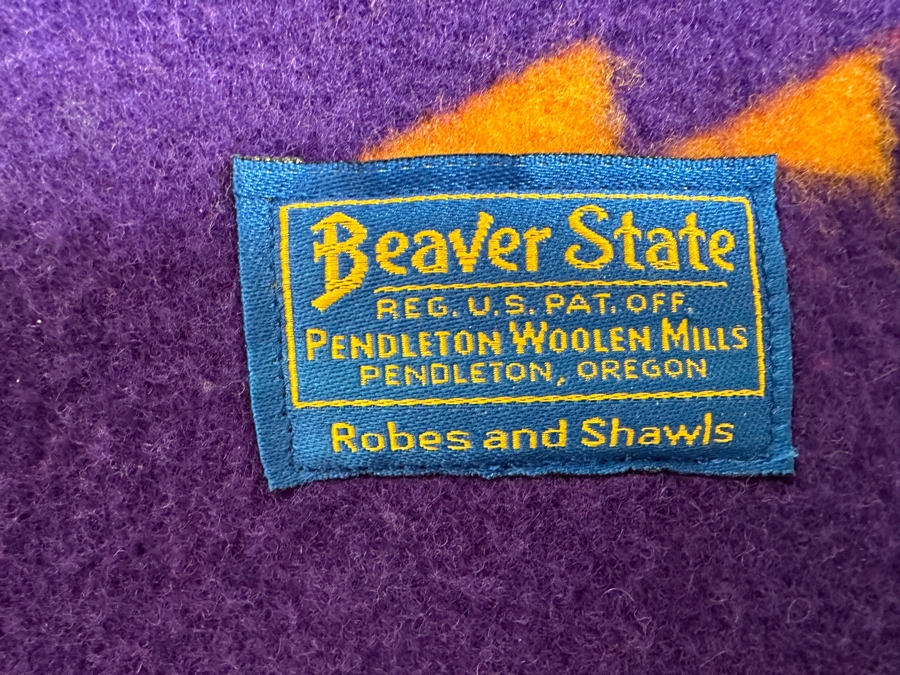 Beaver State
REG. U.S. PAT. OFF.
PENDLETON WOOLEN MILLS
PENDLETON, OREGON
Robes and Shawls